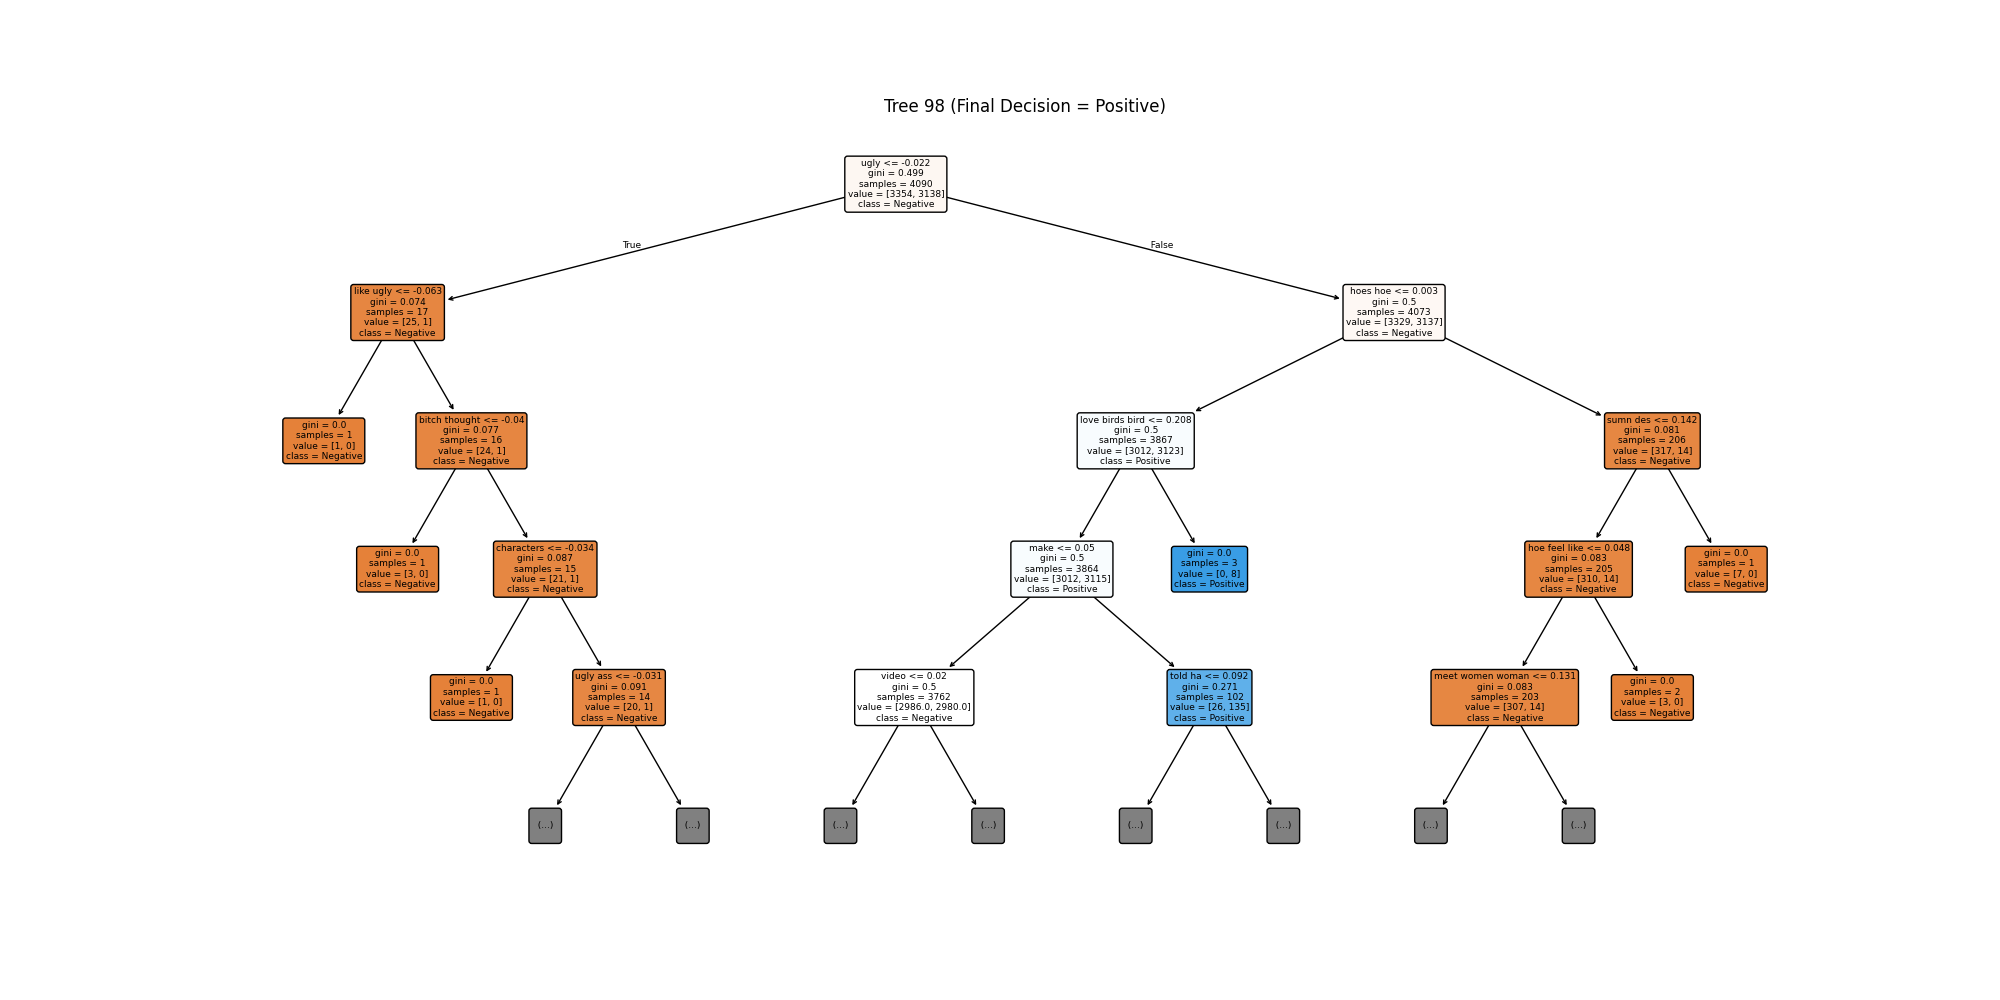 Tree 98 (Final Decision = Positive)
ugly <= -0.022
gini = 0.499
samples = 4090
value = [3354, 3138]
class = Negative
True
False
like ugly <= -0.063
gini = 0.074
samples = 17
value = [25, 1]
class = Negative
hoes hoe <= 0.003
gini = 0.5
samples = 4073
value = [3329, 3137]
class = Negative
gini = 0.0
samples = 1
value = [1, 0]
class = Negative
bitch thought <= -0.04
gini = 0.077
samples = 16
value = [24, 1]
class = Negative
love birds bird <= 0.208
gini = 0.5
samples = 3867
value = [3012, 3123]
class = Positive
sumn des <= 0.142
gini = 0.081
samples = 206
value = [317, 14]
class = Negative
gini = 0.0
samples = 1
value = [3, 0]
class = Negative
characters <= -0.034
gini = 0.087
samples = 15
value = [21, 1]
class = Negative
make <= 0.05
gini = 0.5
samples = 3864
value = [3012, 3115]
class = Positive
gini = 0.0
samples = 3
value = [0, 8]
class = Positive
hoe feel like <= 0.048
gini = 0.083
samples = 205
value = [310, 14]
class = Negative
gini = 0.0
samples = 1
value = [7, 0]
class = Negative
gini = 0.0
samples = 1
value = [1, 0]
class = Negative
ugly ass <= -0.031
gini = 0.091
samples = 14
value = [20, 1]
class = Negative
video <= 0.02
gini = 0.5
samples = 3762
value = [2986.0, 2980.0]
class = Negative
told ha <= 0.092
gini = 0.271
samples = 102
value = [26, 135]
class = Positive
meet women woman <= 0.131
gini = 0.083
samples = 203
value = [307, 14]
class = Negative
gini = 0.0
samples = 2
value = [3, 0]
class = Negative
(...)
(...)
(...)
(...)
(...)
(...)
(...)
(...)